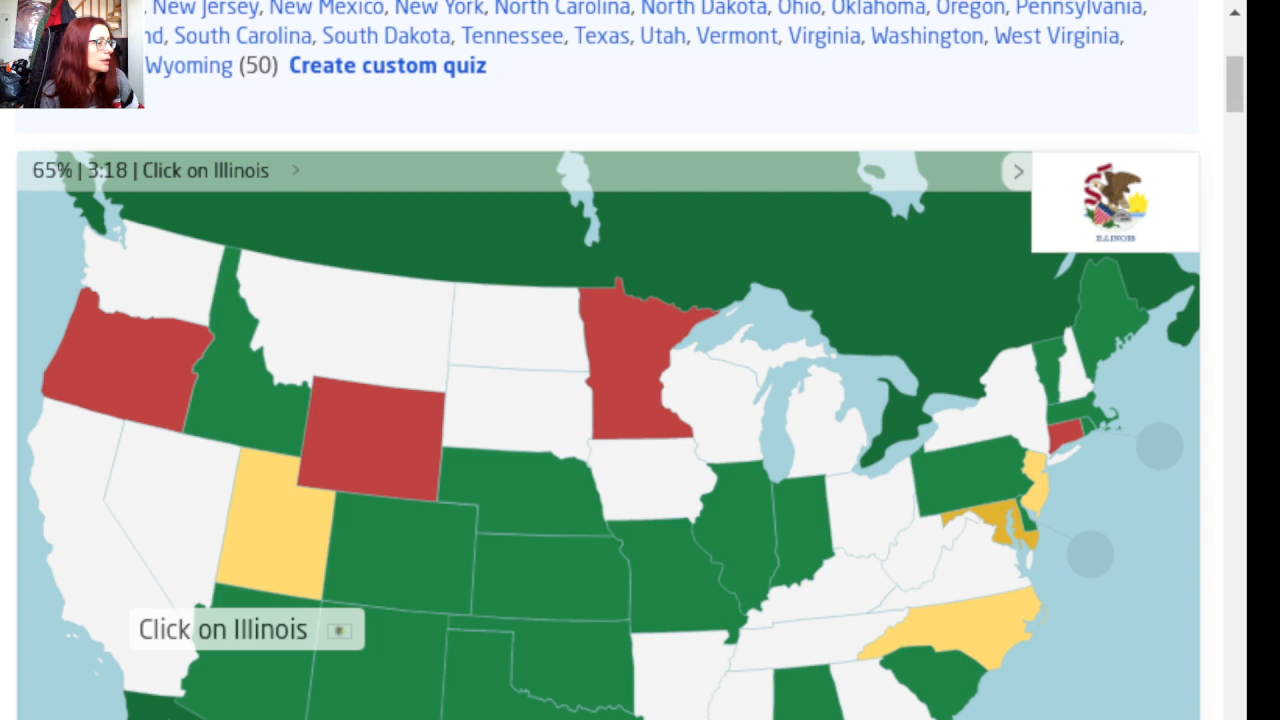 , New Jersey, New Mexico, New York, North Carolina, North Dakota, Ohio, Oklahoma, Oregon, Pennsylvania,
nd, South Carolina, South Dakota, Tennessee, Texas, Utah, Vermont, Virginia, Washington, West Virginia,
Wyoming (50) Create custom quiz
65% | 3:18 | Click on Illinois >
>
ILLINOIS
Click on Illinois